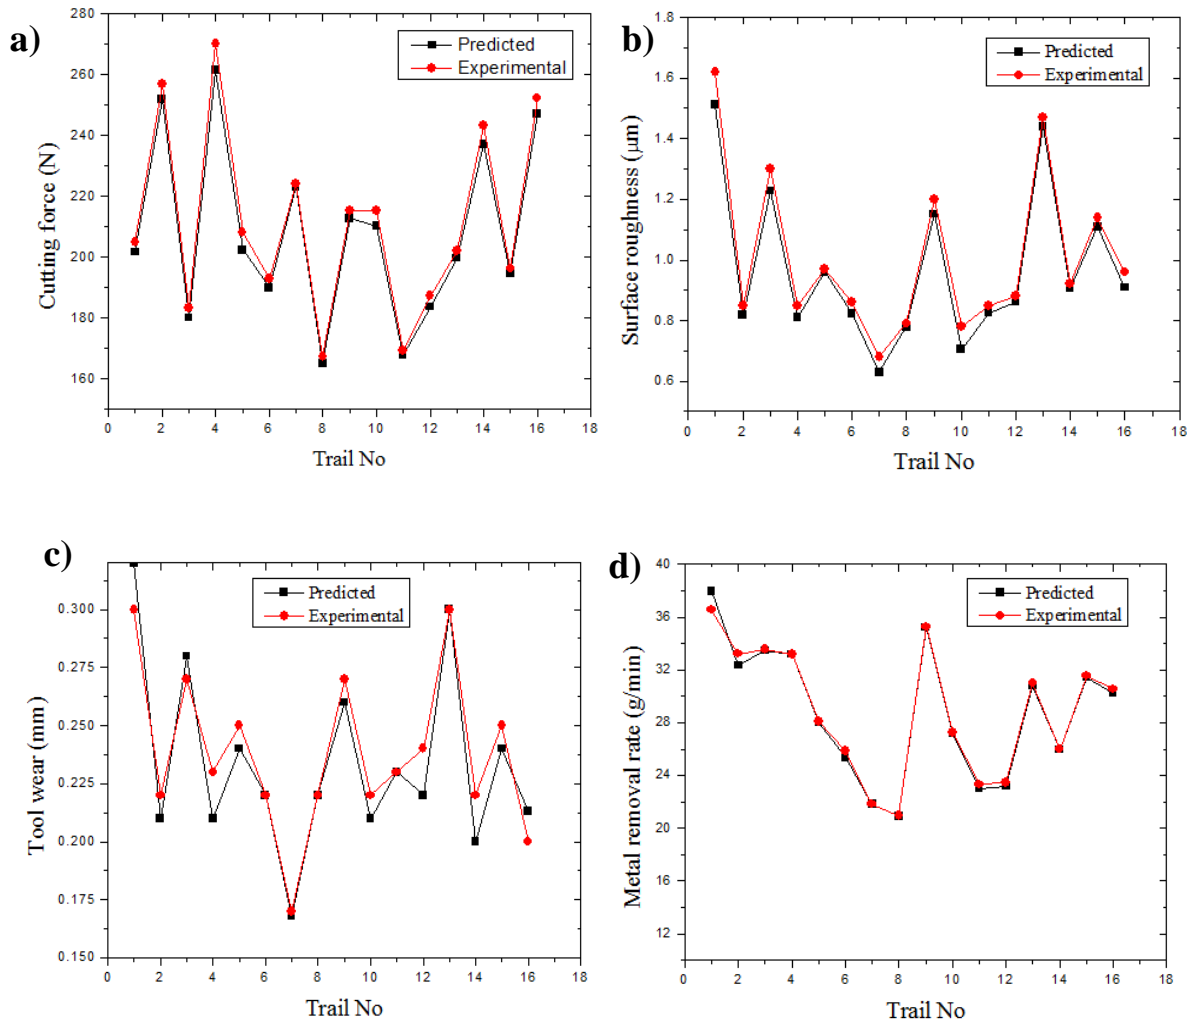 a)
280
260
240
220
200
180
160
Cutting force (N)
Predicted
Experimental
0 2 4 6 8 10 12 14 16 18
Trail No
b)
1.8
1.6
1.4
1.2
1.0
0.8
0.6
Surface roughness (μm)
Predicted
Experimental
0 2 4 6 8 10 12 14 16 18
Trail No
c)
0.300
0.275
0.250
0.225
0.200
0.175
0.150
Tool wear (mm)
Predicted
Experimental
0 2 4 6 8 10 12 14 16 18
Trail No
d)
40
36
32
28
24
20
16
12
Metal removal rate (g/min)
Predicted
Experimental
0 2 4 6 8 10 12 14 16 18
Trail No